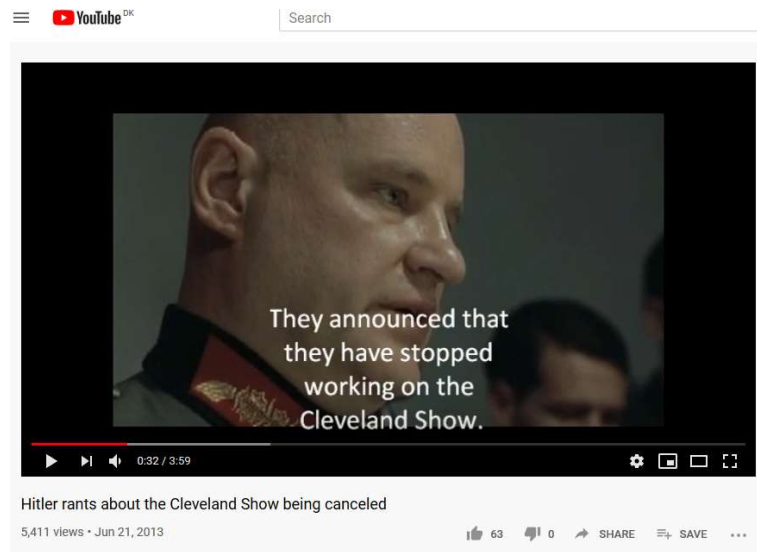 YouTube DK
Search
They announced that
they have stopped
working on the
Cleveland Show.
0:32 / 3:59
Hitler rants about the Cleveland Show being canceled
5,411 views • Jun 21, 2013
63
0
SHARE
SAVE